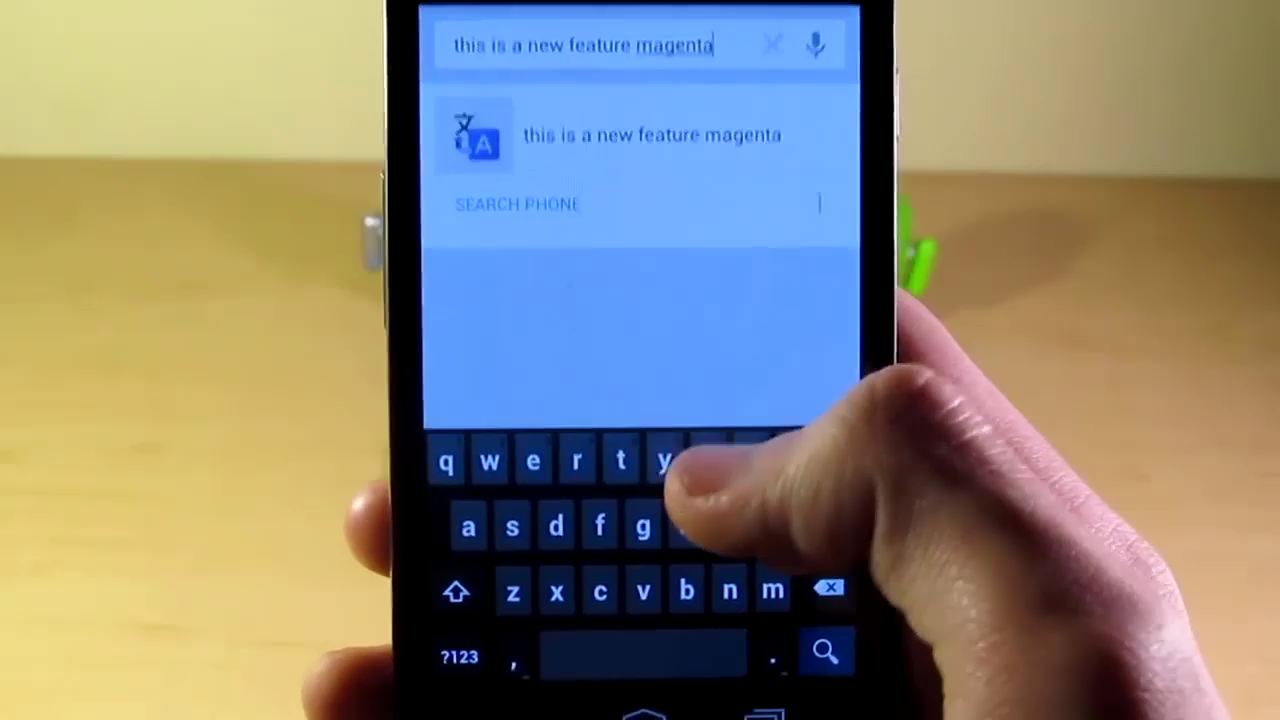 this is a new feature magenta
this is a new feature magenta
SEARCH PHONE
q w e r t y
a s d f g
z x c v b n m
?123 , .